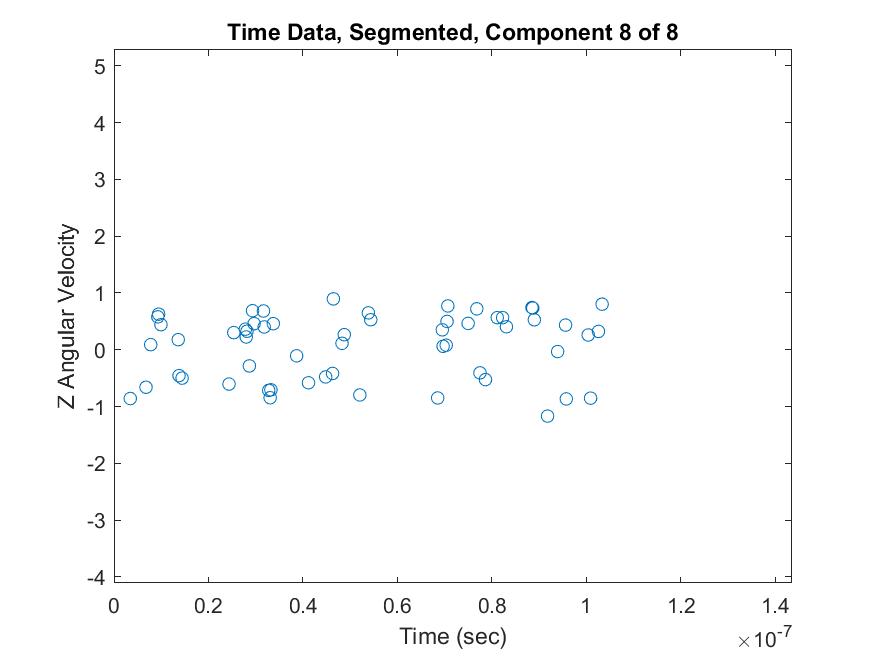 Time Data, Segmented, Component 8 of 8
5
4
3
2
1
0
-1
-2
-3
-4
Z Angular Velocity
0 0.2 0.4 0.6 0.8 1 1.2 1.4
Time (sec)
×10-7